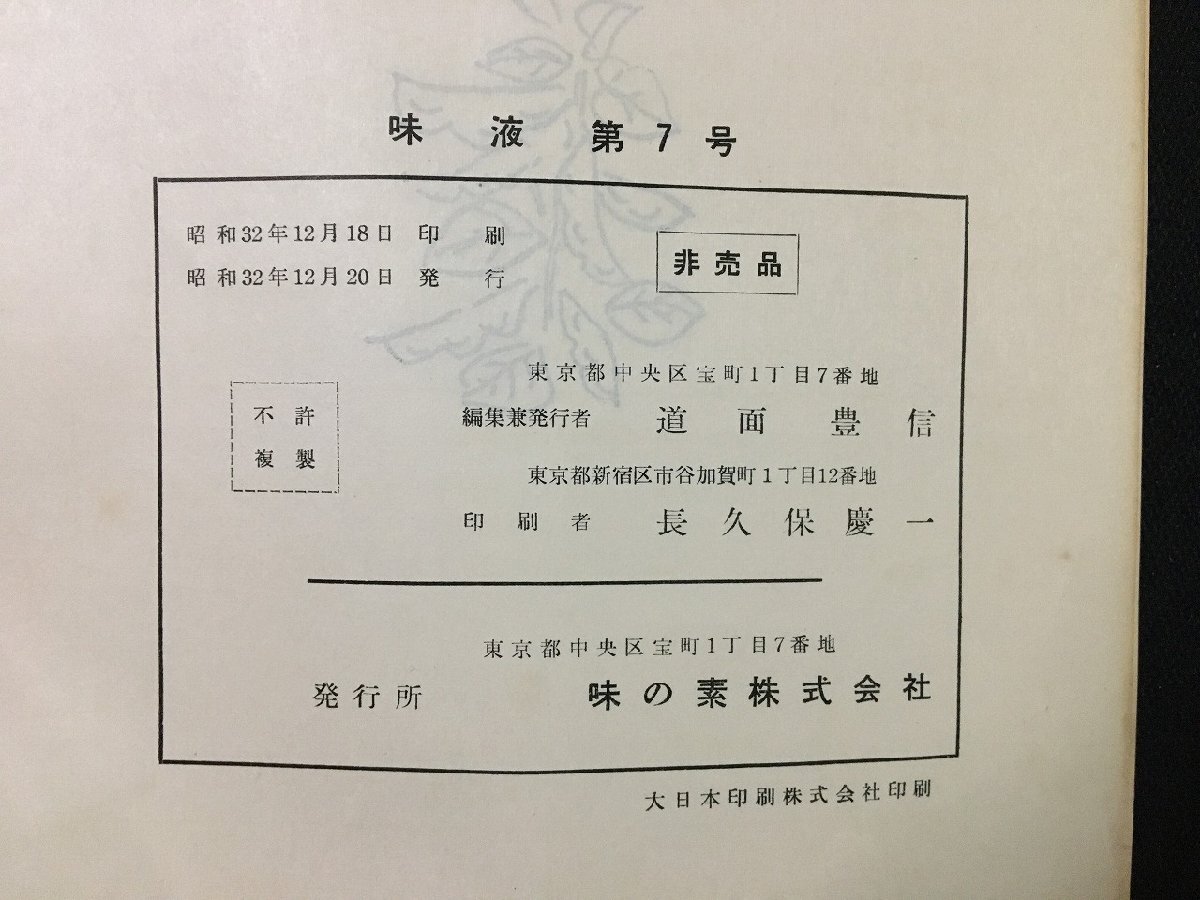 味液 第7号
昭和32年12月18日 印刷
昭和32年12月20日 発行
非売品
不許
複製
東京都中央区宝町1丁目7番地
編集兼発行者 道面豊信
東京都新宿区市谷加賀町1丁目12番地
印刷者 長久保慶一
東京都中央区宝町1丁目7番地
発行所 味の素株式会社
大日本印刷株式会社印刷